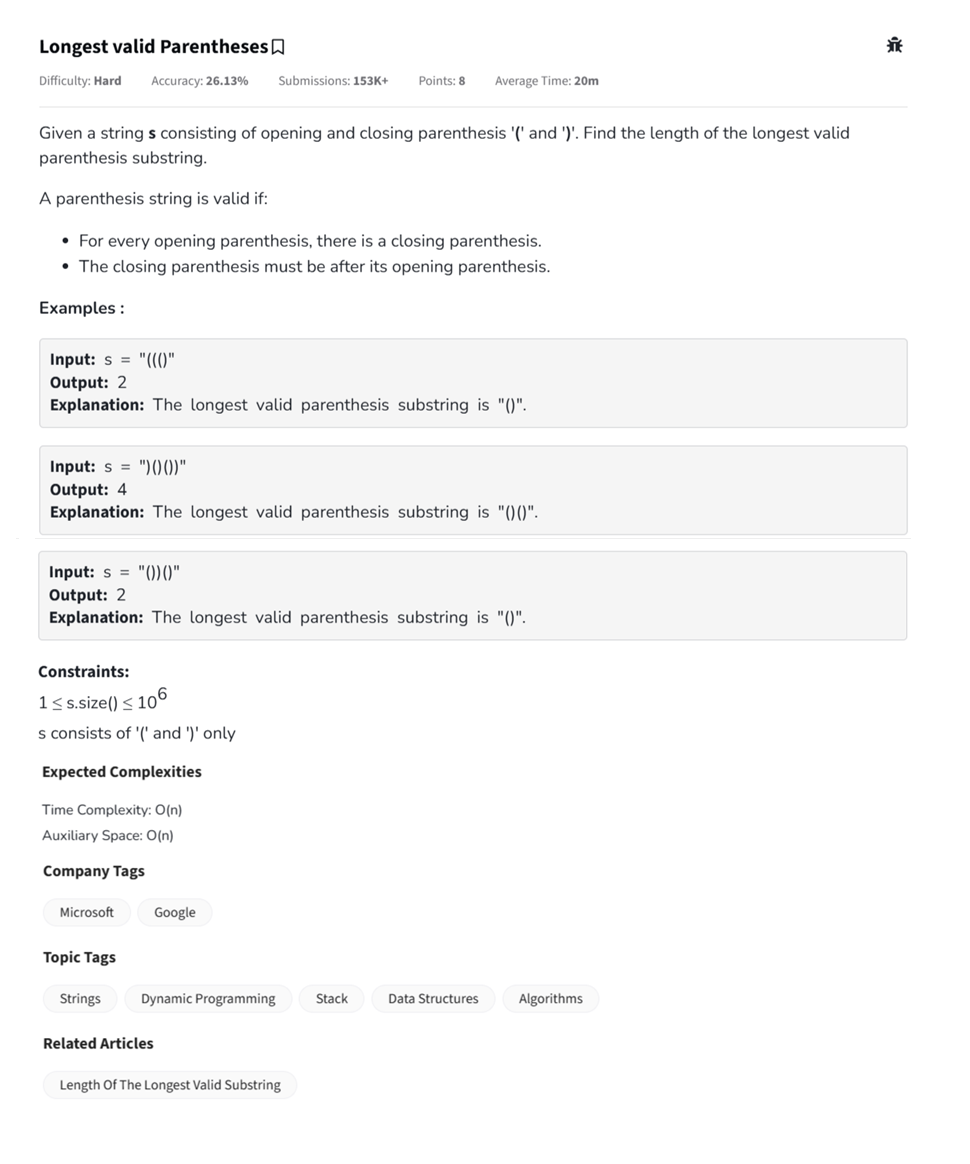 Longest valid Parentheses
Difficulty: Hard Accuracy: 26.13% Submissions: 153K+ Points: 8 Average Time: 20m
Given a string s consisting of opening and closing parenthesis '(' and ')'. Find the length of the longest valid
parenthesis substring.
A parenthesis string is valid if:
• For every opening parenthesis, there is a closing parenthesis.
• The closing parenthesis must be after its opening parenthesis.
Examples :
Input: s = "((()"
Output: 2
Explanation: The longest valid parenthesis substring is "()".
Input: s = ")()())"
Output: 4
Explanation: The longest valid parenthesis substring is "()()".
Input: s = "())()"
Output: 2
Explanation: The longest valid parenthesis substring is "()".
Constraints:
1 ≤ s.size() ≤ 10^6
s consists of '(' and ')' only
Expected Complexities
Time Complexity: O(n)
Auxiliary Space: O(n)
Company Tags
Microsoft Google
Topic Tags
Strings Dynamic Programming Stack Data Structures Algorithms
Related Articles
Length Of The Longest Valid Substring